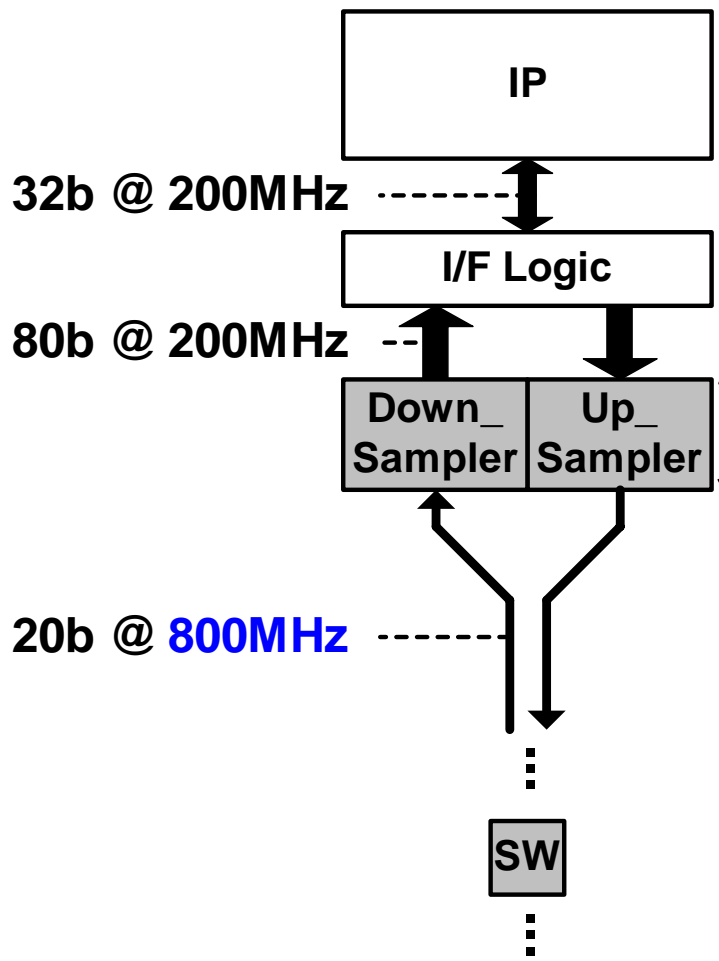 IP
32b @ 200MHz
I/F Logic
80b @ 200MHz
Down_
Sampler
Up_
Sampler
20b @ 800MHz
SW